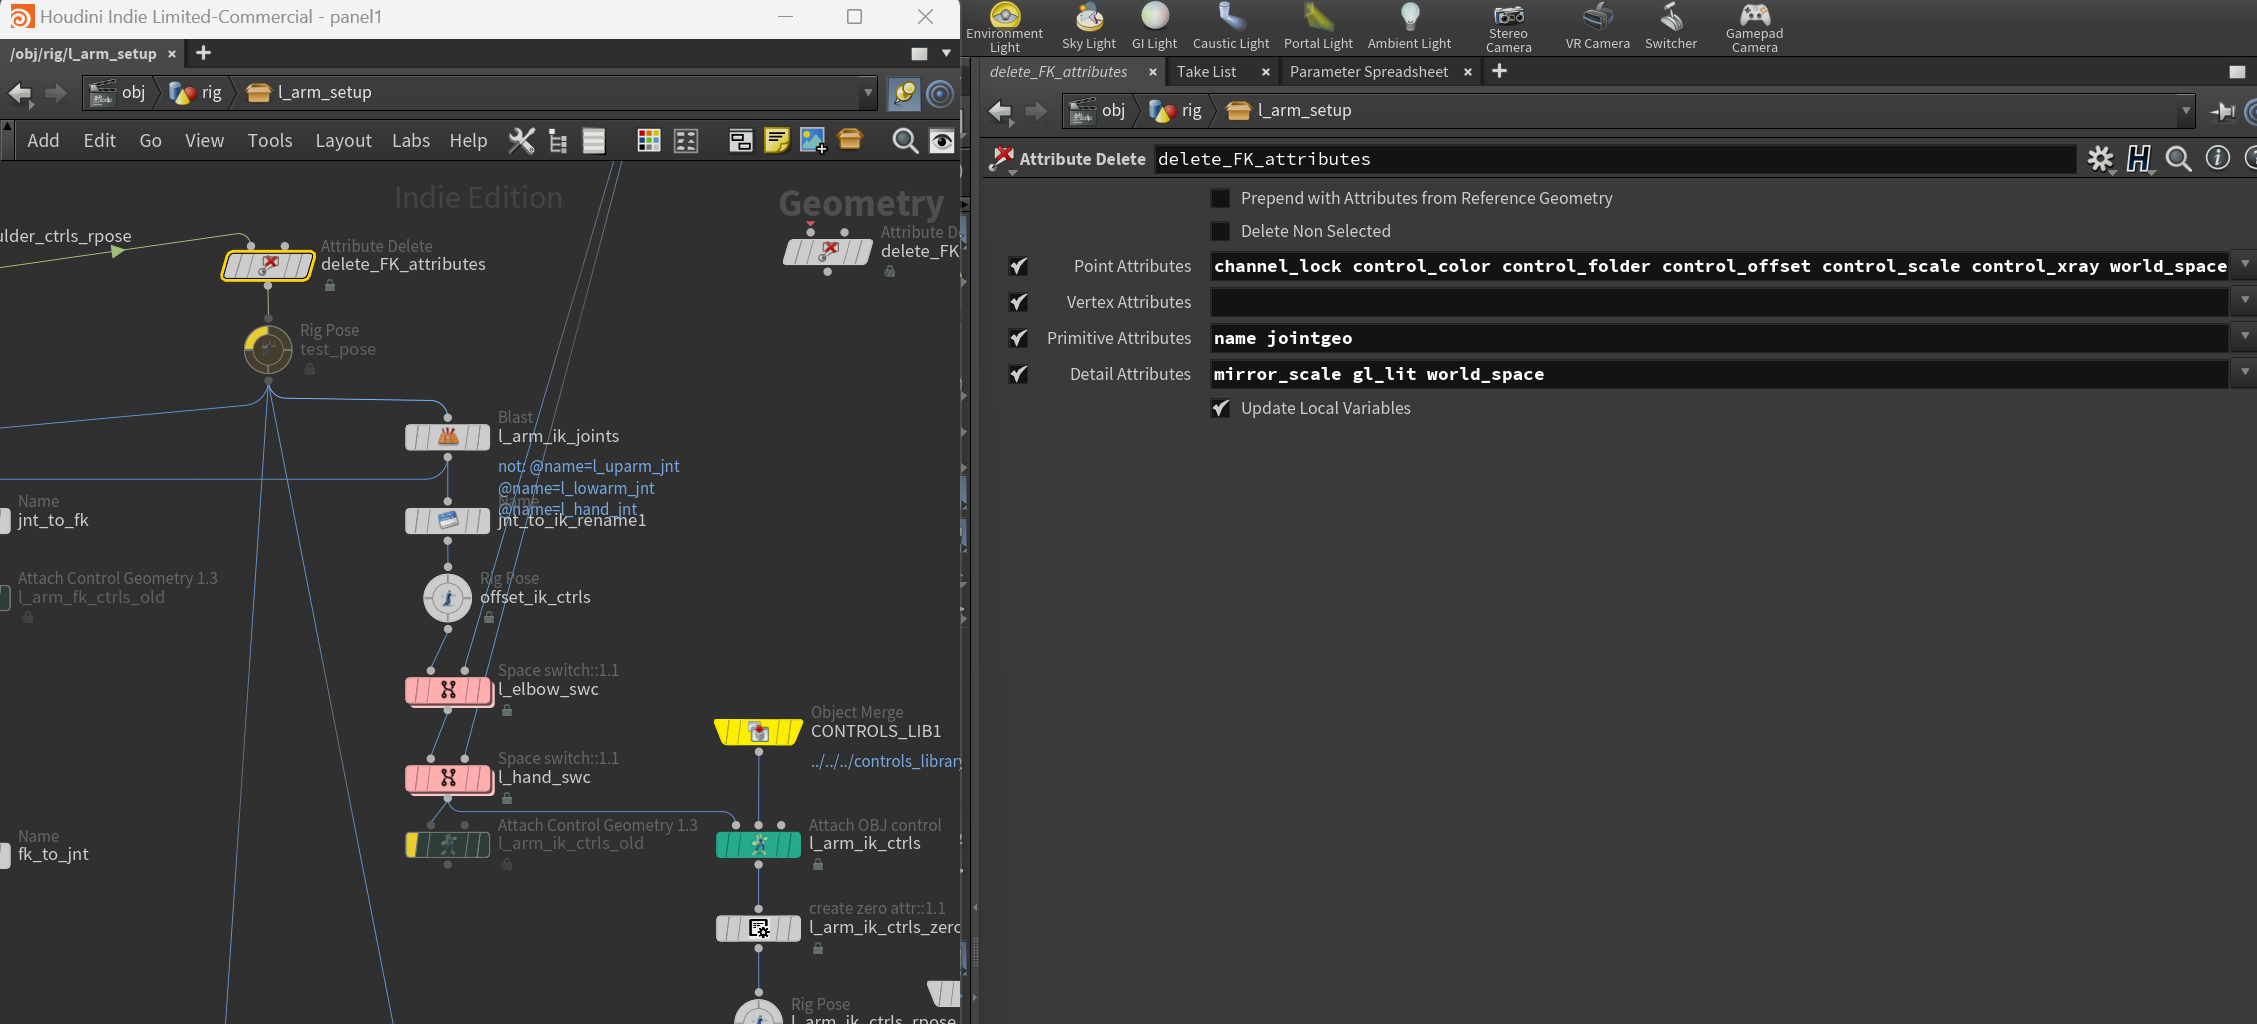 Houdini Indie Limited-Commercial - panel1
/obj/rig/l_arm_setup
obj rig l_arm_setup
Add Edit Go View Tools Layout Labs Help
Indie Edition
Geometry
ulder_ctrls_rpose
Attribute Delete
delete_FK_attributes
Attribute D
delete_FK
Rig Pose
test_pose
Blast
l_arm_ik_joints
not: @name=l_uparm_jnt
@name=l_lowarm_jnt
@name=l_hand_jnt
Name
jnt_to_fk
Name
jnt_to_ik_rename1
Attach Control Geometry 1.3
l_arm_fk_ctrls_old
Rig Pose
offset_ik_ctrls
Space switch::1.1
l_elbow_swc
Object Merge
CONTROLS_LIB1
../../../controls_library
Space switch::1.1
l_hand_swc
Attach Control Geometry 1.3
l_arm_ik_ctrls_old
Attach OBJ control
l_arm_ik_ctrls
Name
fk_to_jnt
create zero attr::1.1
l_arm_ik_ctrls_zero
Rig Pose
l_arm_ik_ctrls_rpose
Environment Light
Sky Light
GI Light
Caustic Light
Portal Light
Ambient Light
Stereo Camera
VR Camera
Switcher
Gamepad Camera
delete_FK_attributes
Take List
Parameter Spreadsheet
obj rig l_arm_setup
Attribute Delete delete_FK_attributes
Prepend with Attributes from Reference Geometry
Delete Non Selected
Point Attributes channel_lock control_color control_folder control_offset control_scale control_xray world_space
Vertex Attributes
Primitive Attributes name jointgeo
Detail Attributes mirror_scale gl_lit world_space
Update Local Variables